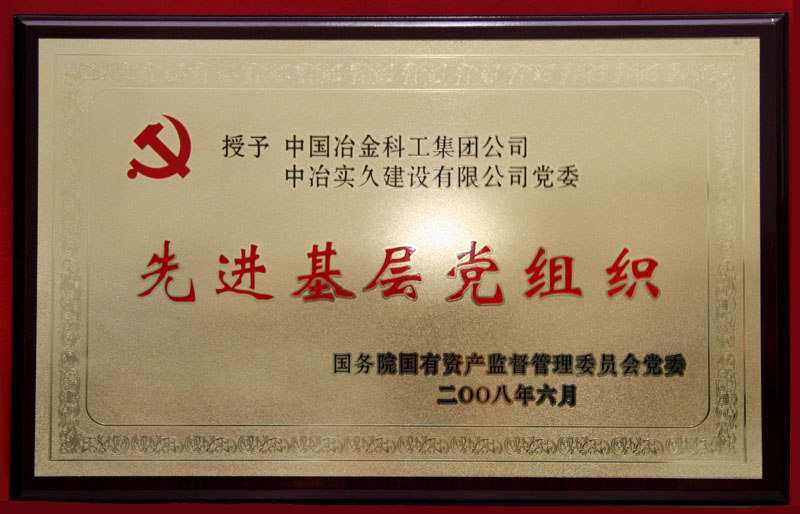 授予 中国冶金科工集团公司
中冶实久建设有限公司党委
先进基层党组织
国务院国有资产监督管理委员会党委
二〇〇八年六月